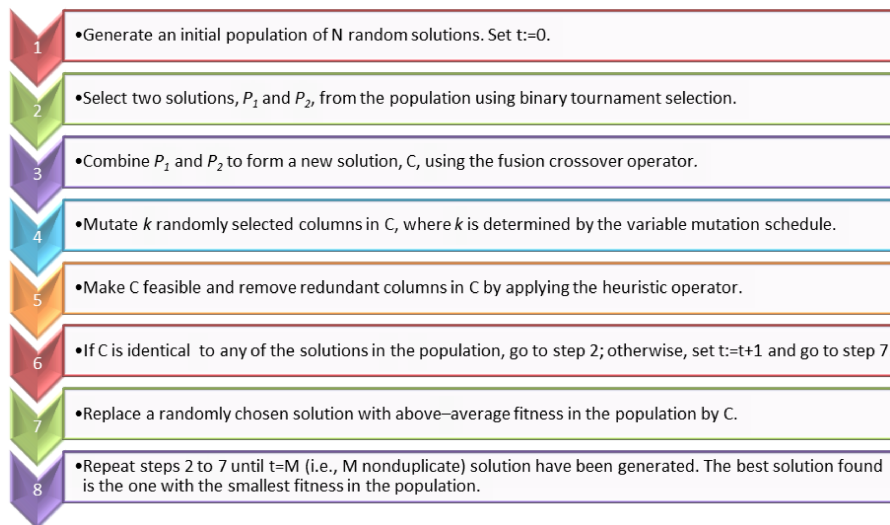 1
•Generate an initial population of N random solutions. Set t:=0.
2
•Select two solutions, P1 and P2, from the population using binary tournament selection.
3
•Combine P1 and P2 to form a new solution, C, using the fusion crossover operator.
4
•Mutate k randomly selected columns in C, where k is determined by the variable mutation schedule.
5
•Make C feasible and remove redundant columns in C by applying the heuristic operator.
6
•If C is identical to any of the solutions in the population, go to step 2; otherwise, set t:=t+1 and go to step 7
7
•Replace a randomly chosen solution with above–average fitness in the population by C.
8
•Repeat steps 2 to 7 until t=M (i.e., M nonduplicate) solution have been generated. The best solution found
is the one with the smallest fitness in the population.